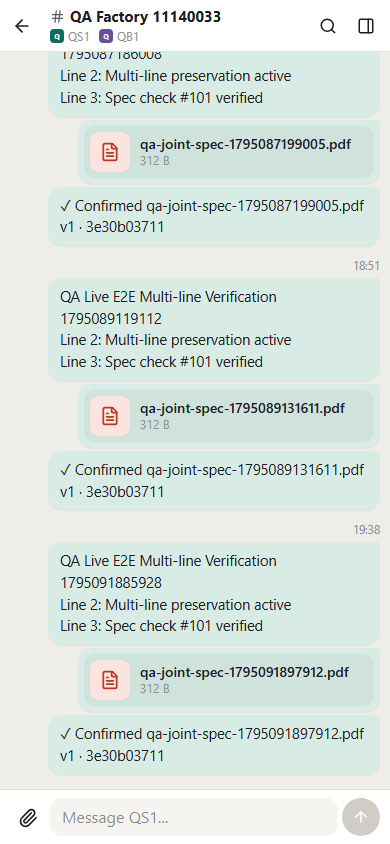 # QA Factory 11140033
Q QS1 Q QB1
1795087186008
Line 2: Multi-line preservation active
Line 3: Spec check #101 verified
qa-joint-spec-1795087199005.pdf
312 B
✓ Confirmed qa-joint-spec-1795087199005.pdf
v1 · 3e30b03711
18:51
QA Live E2E Multi-line Verification
1795089119112
Line 2: Multi-line preservation active
Line 3: Spec check #101 verified
qa-joint-spec-1795089131611.pdf
312 B
✓ Confirmed qa-joint-spec-1795089131611.pdf
v1 · 3e30b03711
19:38
QA Live E2E Multi-line Verification
1795091885928
Line 2: Multi-line preservation active
Line 3: Spec check #101 verified
qa-joint-spec-1795091897912.pdf
312 B
✓ Confirmed qa-joint-spec-1795091897912.pdf
v1 · 3e30b03711
Message QS1...